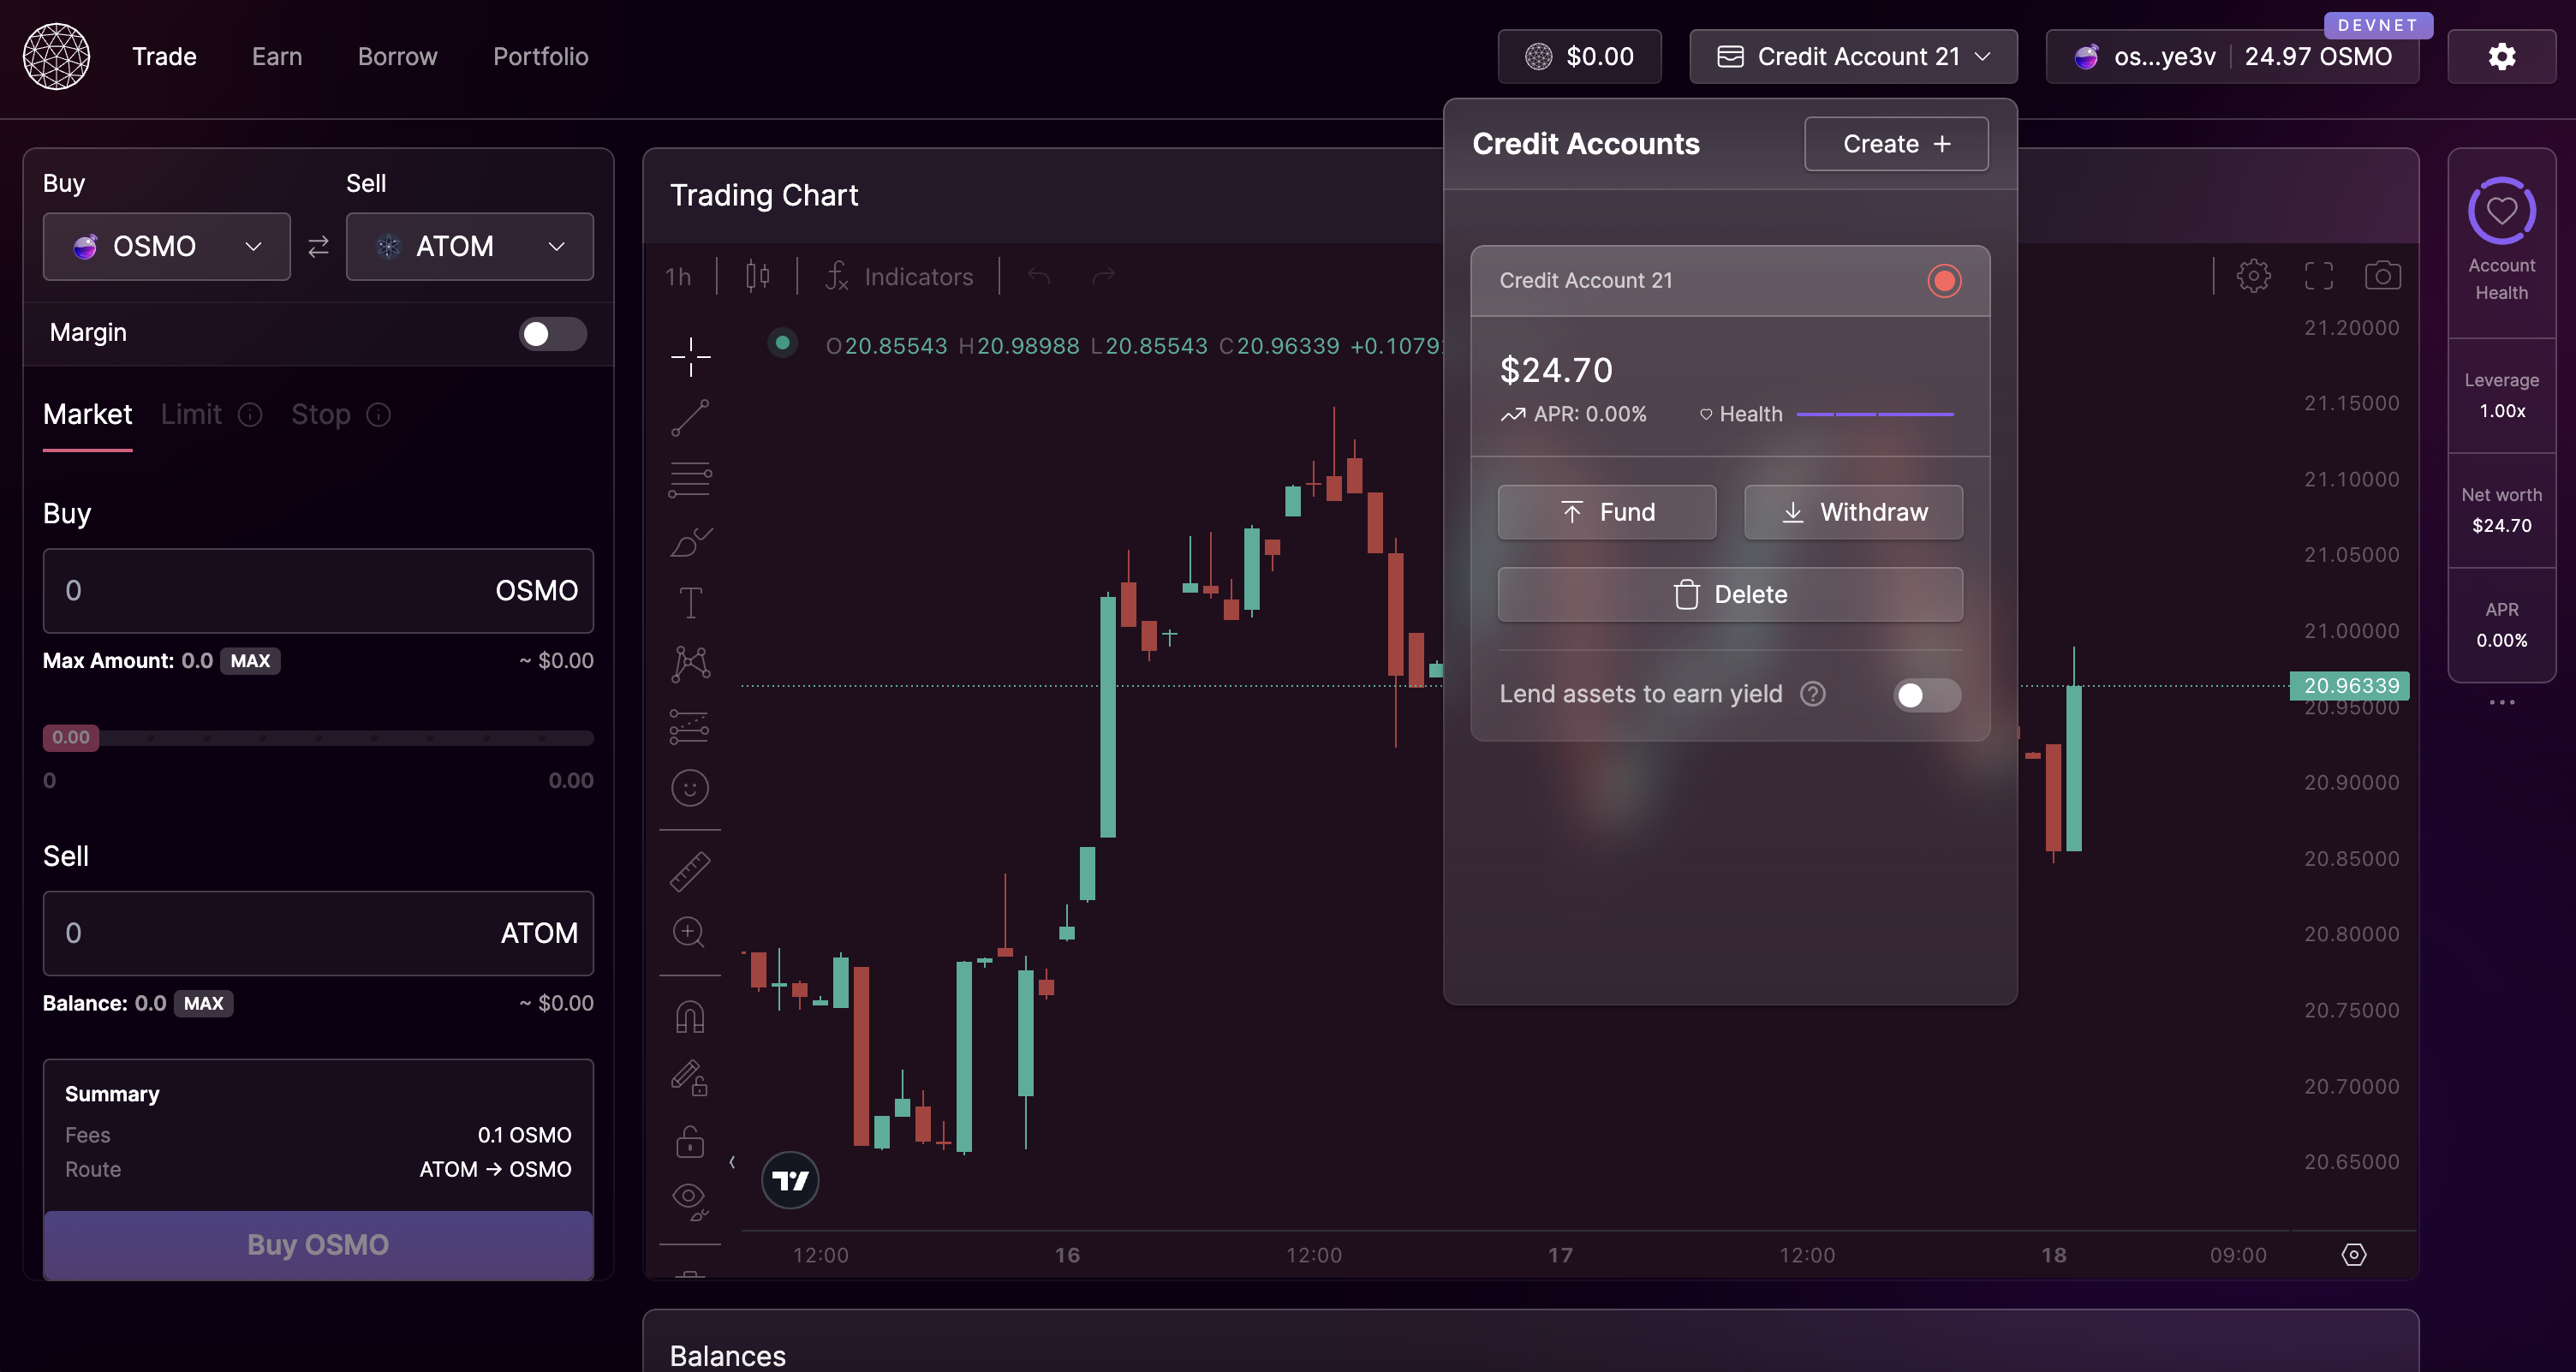 DEVNET
Trade Earn Borrow Portfolio $0.00 Credit Account 21 os...ye3v 24.97 OSMO
Credit Accounts Create +
Credit Account 21
$24.70
APR: 0.00% Health
Fund Withdraw
Delete
Lend assets to earn yield ?
Buy Sell
OSMO ATOM
Margin
Market Limit Stop
Buy
0 OSMO
Max Amount: 0.0 MAX ~ $0.00
0.00
0 0.00
Sell
0 ATOM
Balance: 0.0 MAX ~ $0.00
Summary
Fees 0.1 OSMO
Route ATOM → OSMO
Buy OSMO
Trading Chart
1h Indicators
O20.85543 H20.98988 L20.85543 C20.96339 +0.1079
21.20000
21.15000
21.10000
21.05000
21.00000
20.96339
20.95000
20.90000
20.85000
20.80000
20.75000
20.70000
20.65000
12:00 16 12:00 17 12:00 18 09:00
Balances
Account
Health
Leverage
1.00x
Net worth
$24.70
APR
0.00%